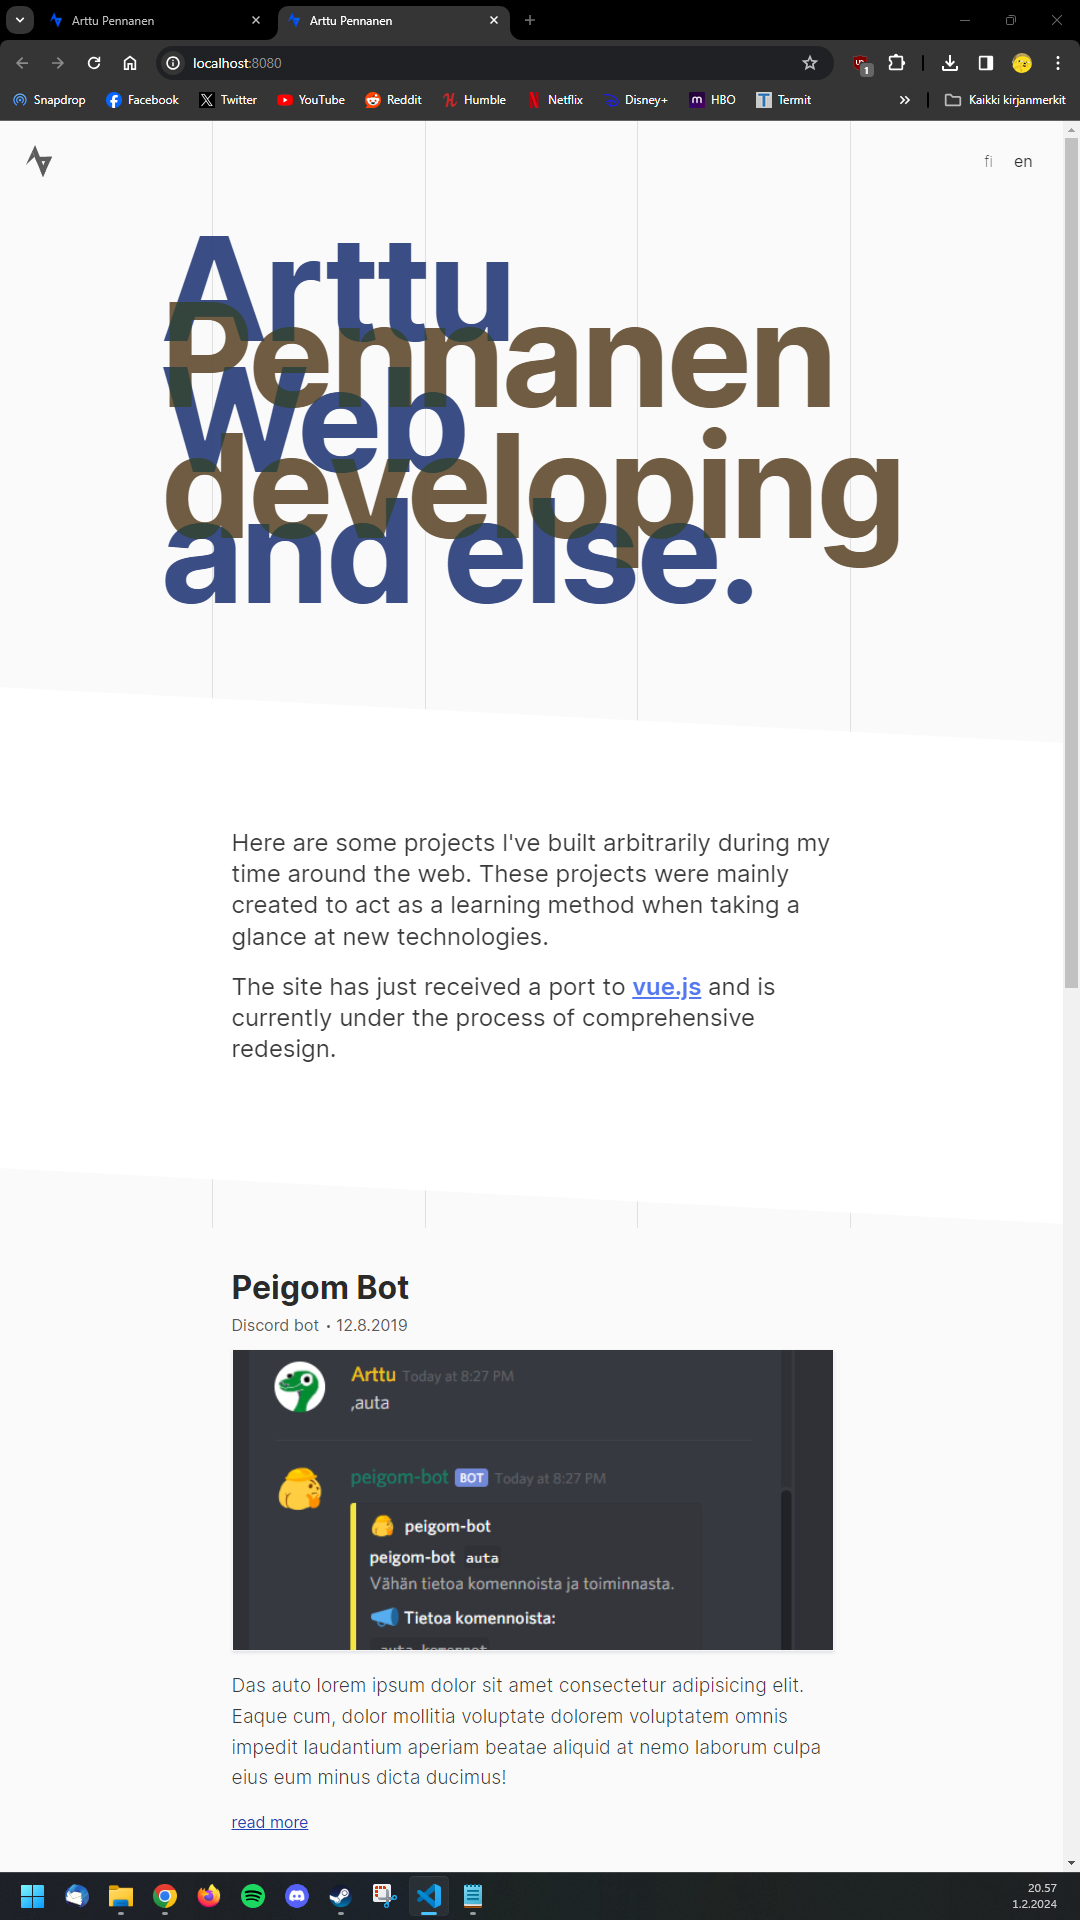 Arttu Pennanen
Arttu Pennanen
localhost:8080
1
Snapdrop
Facebook
Twitter
YouTube
Reddit
Humble
Netflix
Disney+
HBO
Termit
Kaikki kirjanmerkit
fi en
Arttu
Pennanen
Web
developing
and else.
Here are some projects I've built arbitrarily during my
time around the web. These projects were mainly
created to act as a learning method when taking a
glance at new technologies.
The site has just received a port to vue.js and is
currently under the process of comprehensive
redesign.
Peigom Bot
Discord bot • 12.8.2019
Arttu Today at 8:27 PM
,auta
peigom-bot BOT Today at 8:27 PM
peigom-bot
peigom-bot auta
Vähän tietoa komennoista ja toiminnasta.
Tietoa komennoista:
auta komennot
Das auto lorem ipsum dolor sit amet consectetur adipisicing elit.
Eaque cum, dolor mollitia voluptate dolorem voluptatem omnis
impedit laudantium aperiam beatae aliquid at nemo laborum culpa
eius eum minus dicta ducimus!
read more
20.57
1.2.2024